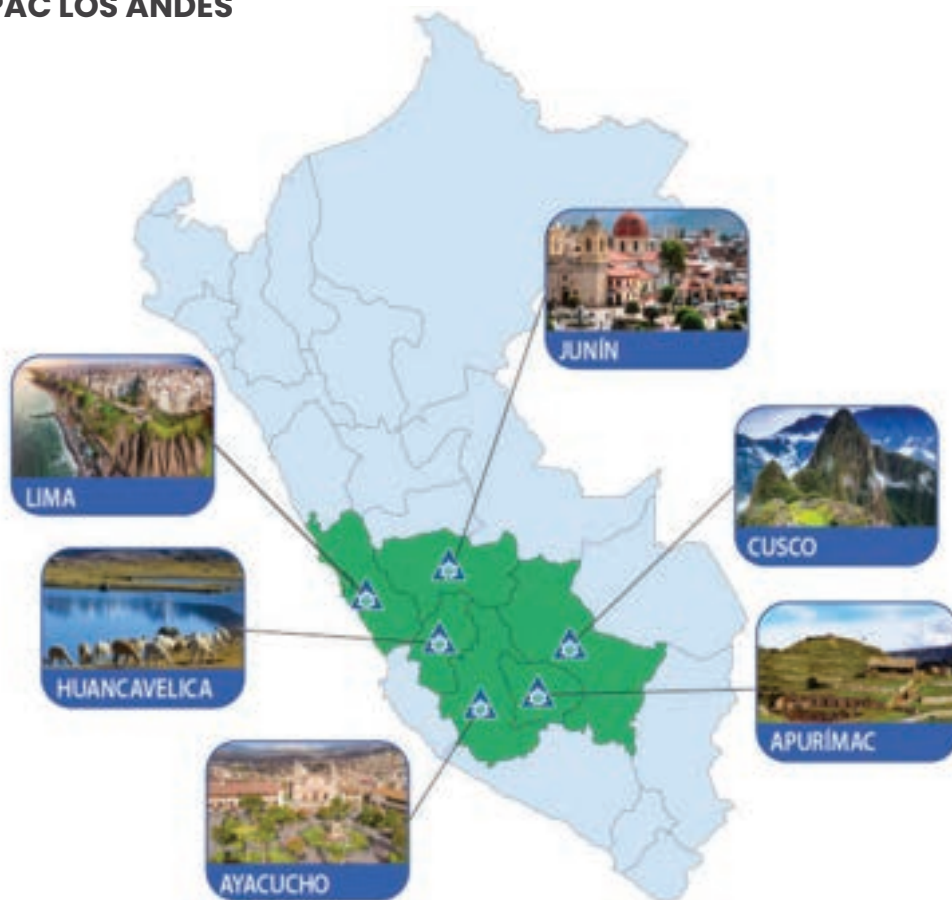 PAC LOS ANDES
JUNÍN
LIMA
CUSCO
HUANCAVELICA
APURÍMAC
AYACUCHO